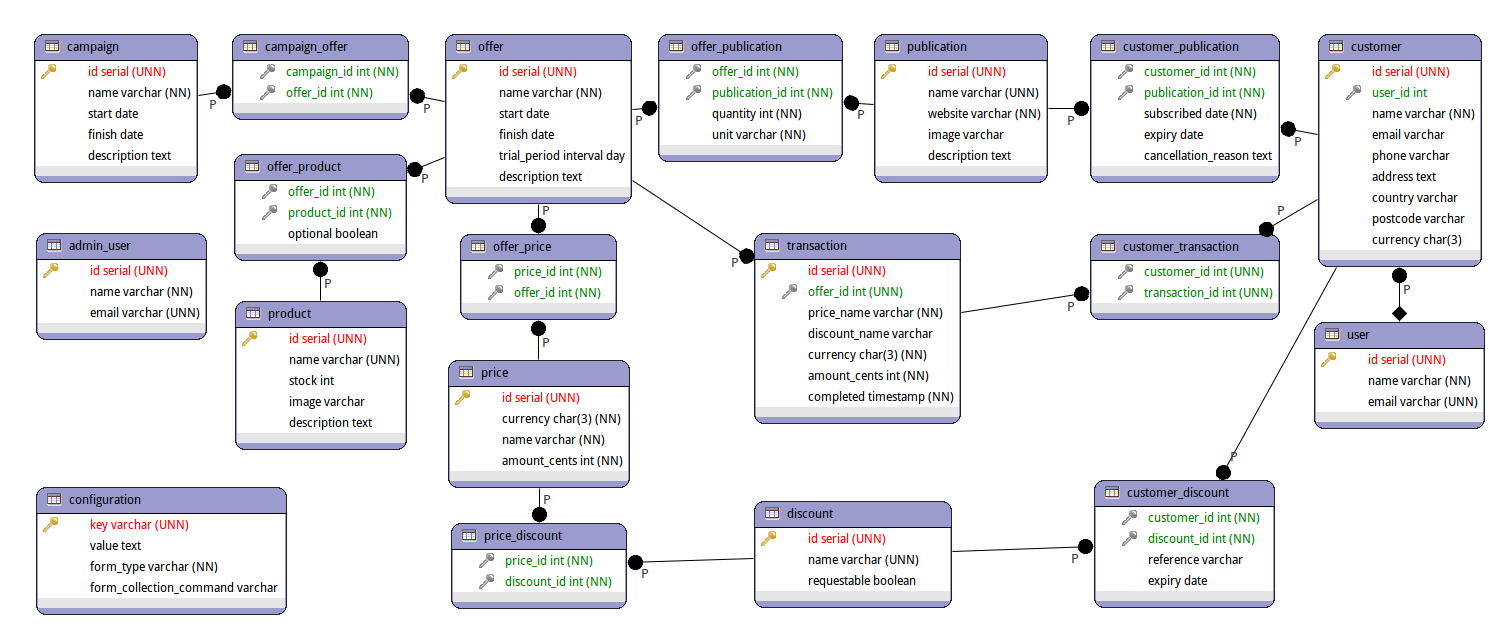 campaign
id serial (UNN)
name varchar (NN)
start date
finish date
description text
P
campaign_offer
campaign_id int (NN)
offer_id int (NN)
P
offer
id serial (UNN)
name varchar (NN)
start date
finish date
trial_period interval day
description text
P
offer_publication
offer_id int (NN)
publication_id int (NN)
quantity int (NN)
unit varchar (NN)
P
publication
id serial (UNN)
name varchar (UNN)
website varchar (NN)
image varchar
description text
P
customer_publication
customer_id int (NN)
publication_id int (NN)
subscribed date (NN)
expiry date
cancellation_reason text
P
customer
id serial (UNN)
user_id int
name varchar (NN)
email varchar
phone varchar
address text
country varchar
postcode varchar
currency char(3)
offer_product
offer_id int (NN)
product_id int (NN)
optional boolean
P
P
P
P
admin_user
id serial (UNN)
name varchar (NN)
email varchar (UNN)
offer_price
price_id int (NN)
offer_id int (NN)
P
transaction
id serial (UNN)
offer_id int (UNN)
price_name varchar (NN)
discount_name varchar
currency char(3) (NN)
amount_cents int (NN)
completed timestamp (NN)
customer_transaction
customer_id int (UNN)
transaction_id int (UNN)
P
P
product
id serial (UNN)
name varchar (UNN)
stock int
image varchar
description text
P
user
id serial (UNN)
name varchar (NN)
email varchar (UNN)
price
id serial (UNN)
currency char(3) (NN)
name varchar (NN)
amount_cents int (NN)
P
P
configuration
key varchar (UNN)
value text
form_type varchar (NN)
form_collection_command varchar
price_discount
price_id int (NN)
discount_id int (NN)
P
discount
id serial (UNN)
name varchar (UNN)
requestable boolean
P
customer_discount
customer_id int (NN)
discount_id int (NN)
reference varchar
expiry date